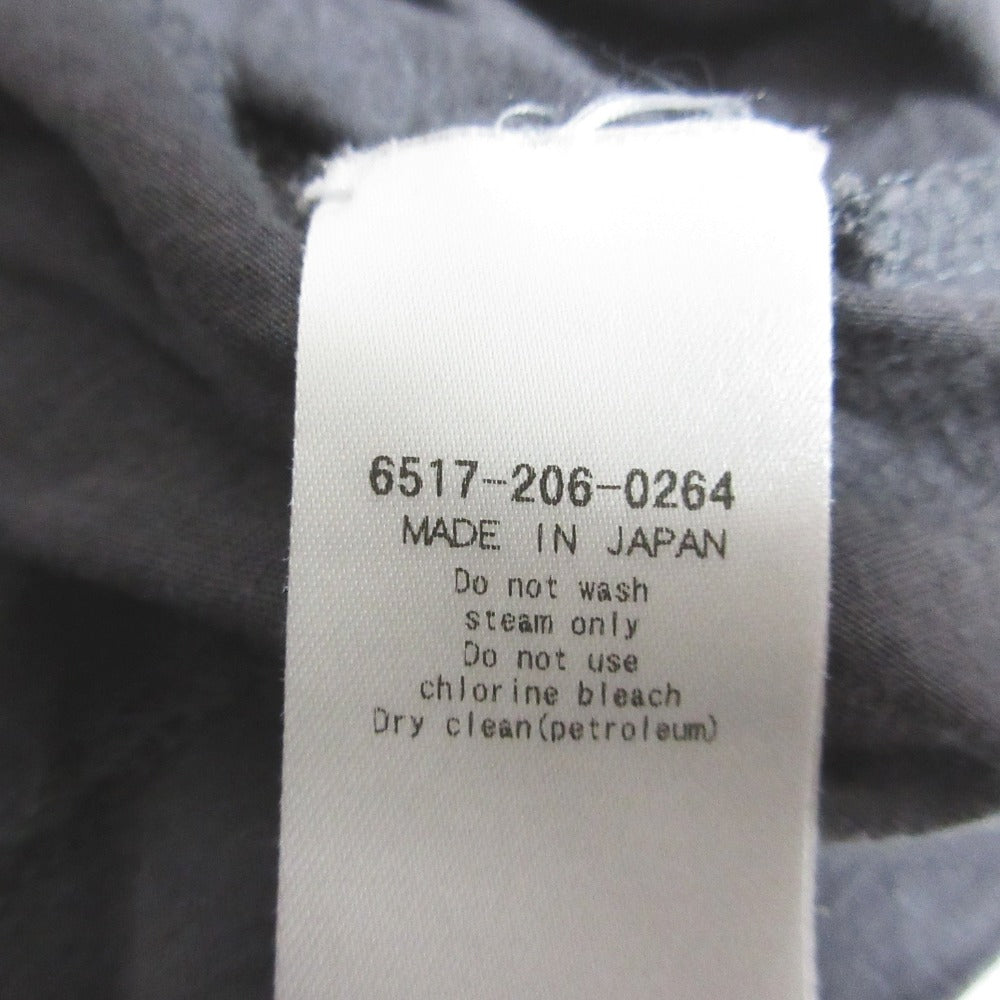 6517-206-0264
MADE IN JAPAN
Do not wash
steam only
Do not use
chlorine bleach
Dry clean(petroleum)